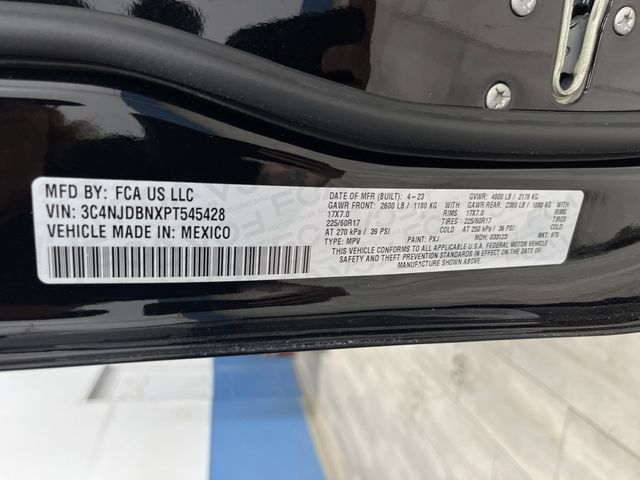 MFD BY: FCA US LLC
VIN: 3C4NJDBNXPT545428
VEHICLE MADE IN: MEXICO
DATE OF MFR (BUILT): 4-23 GVWR: 4800 LB / 2178 KG
GAWR FRONT: 2600 LB / 1180 KG GAWR REAR: 2380 LB / 1080 KG
17X7.0 RIMS 17X7.0 RIMS
225/60R17 TIRES 225/60R17 TIRES
AT 270 kPa / 39 PSI COLD AT 250 kPa / 36 PSI COLD
TYPE: MPV PAINT: PXJ MDH: 033123 MKT: 675
THIS VEHICLE CONFORMS TO ALL APPLICABLE U.S.A. FEDERAL MOTOR VEHICLE
SAFETY AND THEFT PREVENTION STANDARDS IN EFFECT ON THE DATE OF
MANUFACTURE SHOWN ABOVE.